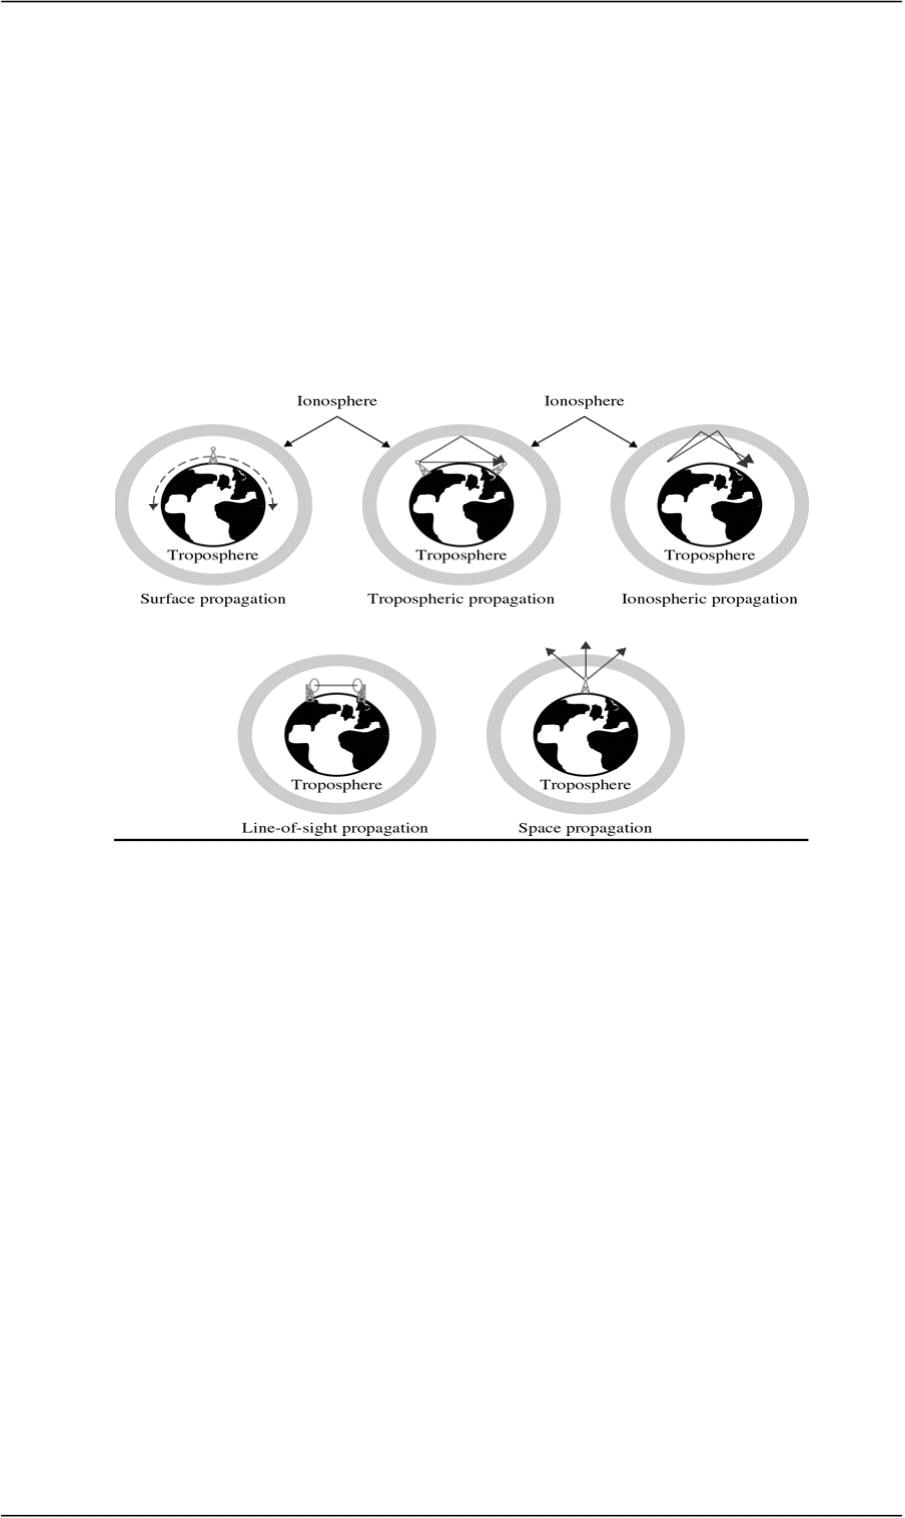 Ionosphere Ionosphere
Troposphere Troposphere Troposphere
Surface propagation Tropospheric propagation Ionospheric propagation
Troposphere Troposphere
Line-of-sight propagation Space propagation